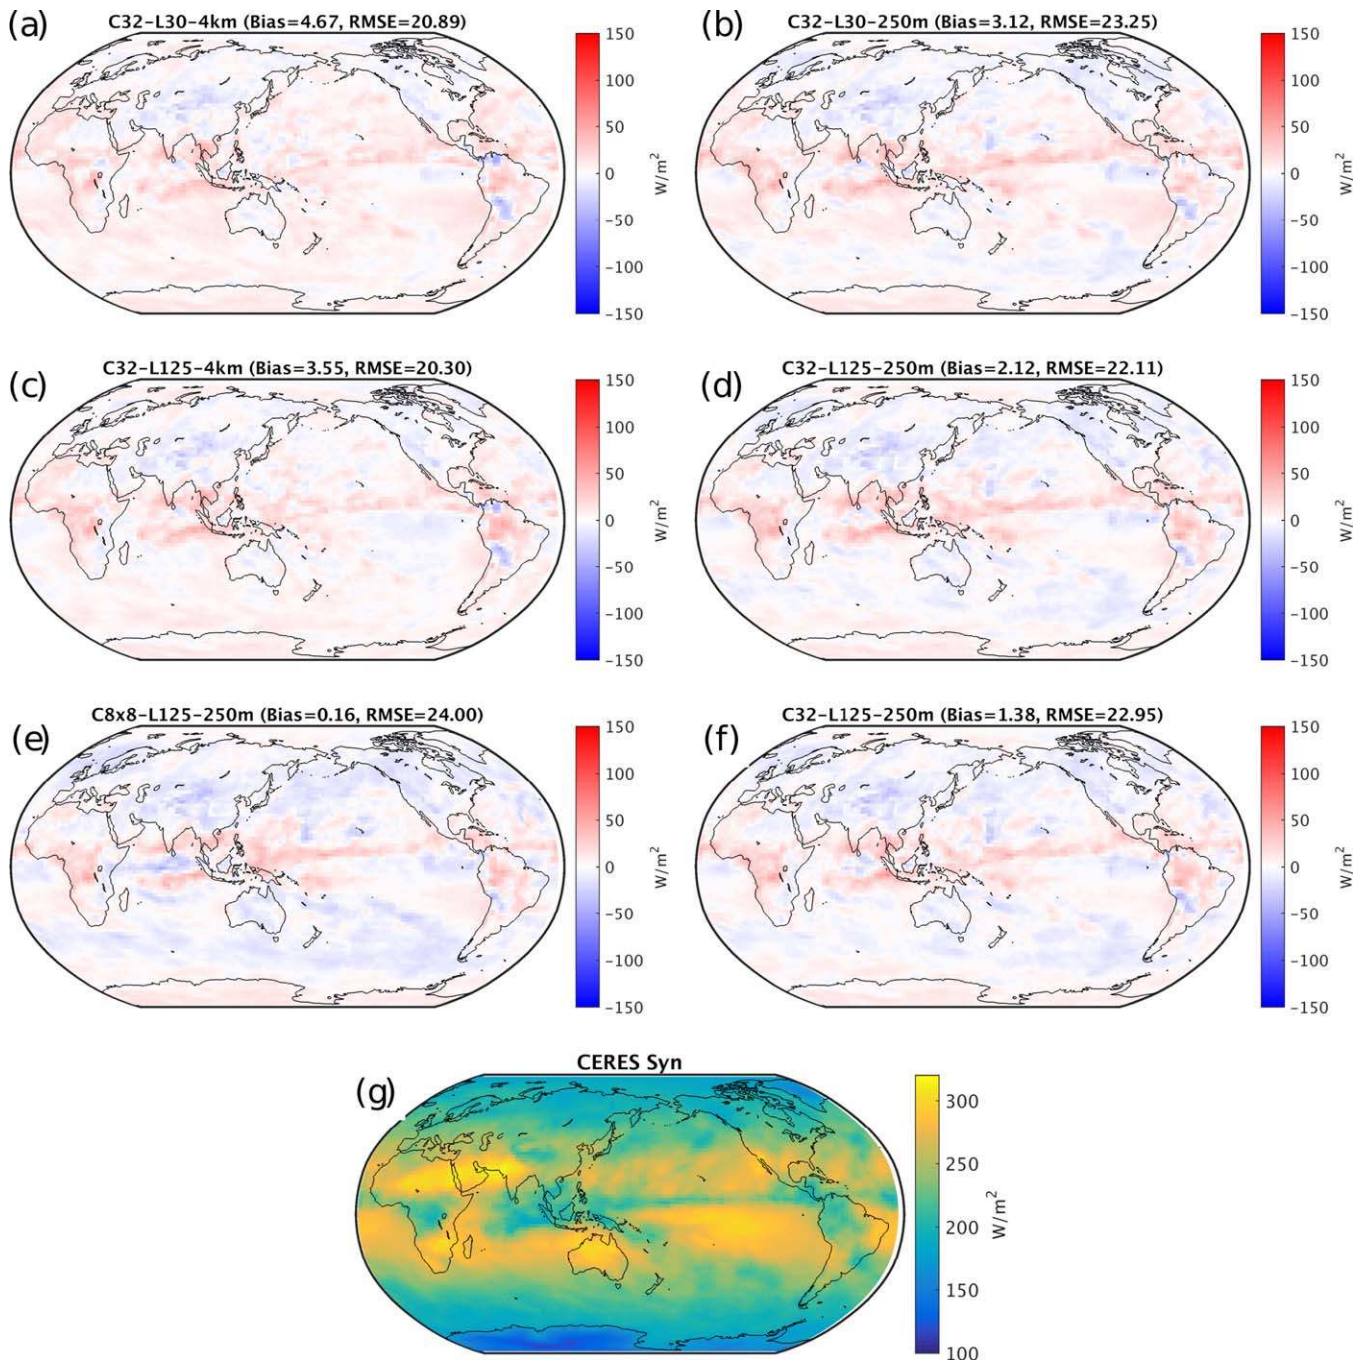 (a)
C32-L30-4km (Bias=4.67, RMSE=20.89)
150
100
50
0
-50
-100
-150
W/m²
(b)
C32-L30-250m (Bias=3.12, RMSE=23.25)
150
100
50
0
-50
-100
-150
W/m²
(c)
C32-L125-4km (Bias=3.55, RMSE=20.30)
150
100
50
0
-50
-100
-150
W/m²
(d)
C32-L125-250m (Bias=2.12, RMSE=22.11)
150
100
50
0
-50
-100
-150
W/m²
(e)
C8x8-L125-250m (Bias=0.16, RMSE=24.00)
150
100
50
0
-50
-100
-150
W/m²
(f)
C32-L125-250m (Bias=1.38, RMSE=22.95)
150
100
50
0
-50
-100
-150
W/m²
(g)
CERES Syn
300
250
200
150
100
W/m²